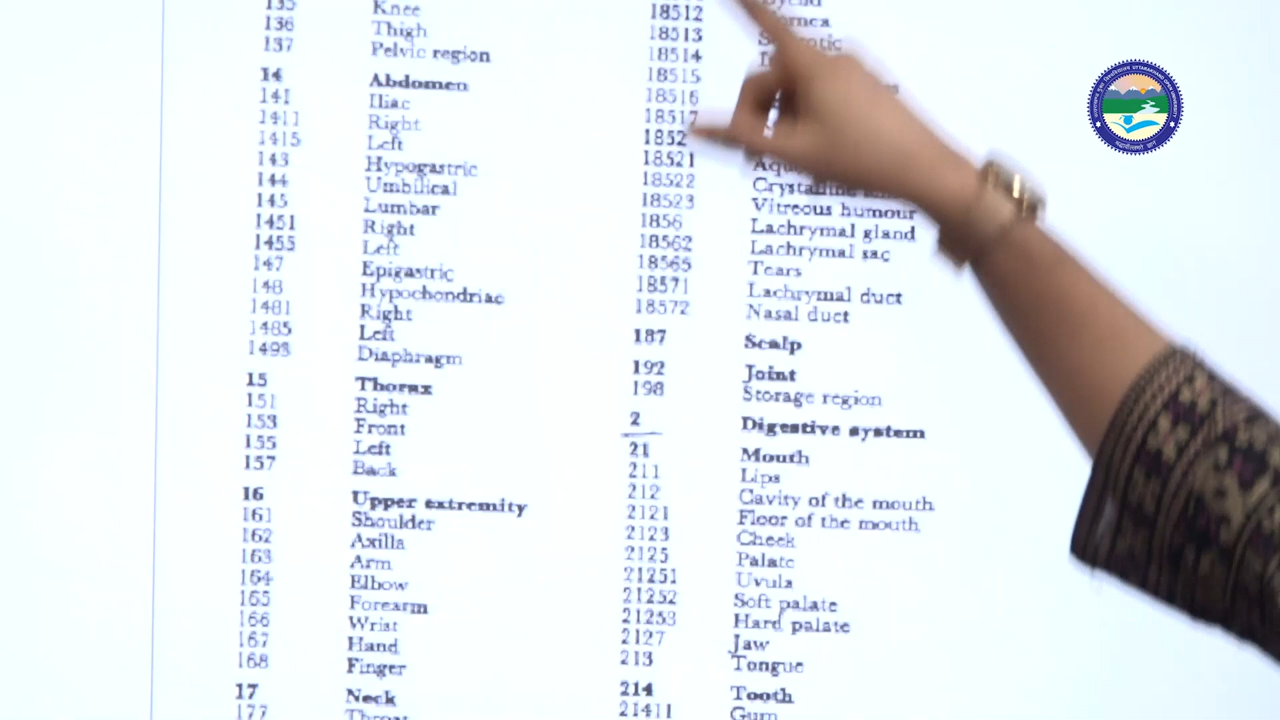 135 Knee
136 Thigh
137 Pelvic region
14 Abdomen
141 Iliac
1411 Right
1415 Left
143 Hypogastric
144 Umbilical
145 Lumbar
1451 Right
1455 Left
147 Epigastric
148 Hypochondriac
1481 Right
1485 Left
1493 Diaphragm
15 Thorax
151 Right
153 Front
155 Left
157 Back
16 Upper extremity
161 Shoulder
162 Axilla
163 Arm
164 Elbow
165 Forearm
166 Wrist
167 Hand
168 Finger
17 Neck
177 Throat
18512
18513
18514
18515
18516
18517
1852
18521
18522 Crystalline
18523 Vitreous humour
1856 Lachrymal gland
18562 Lachrymal sac
18565 Tears
18571 Lachrymal duct
18572 Nasal duct
187 Scalp
192 Joint
198 Storage region
2 Digestive system
21 Mouth
211 Lips
212 Cavity of the mouth
2121 Floor of the mouth
2123 Cheek
2125 Palate
21251 Uvula
21252 Soft palate
21253 Hard palate
2127 Jaw
213 Tongue
214 Tooth
21411 Gum